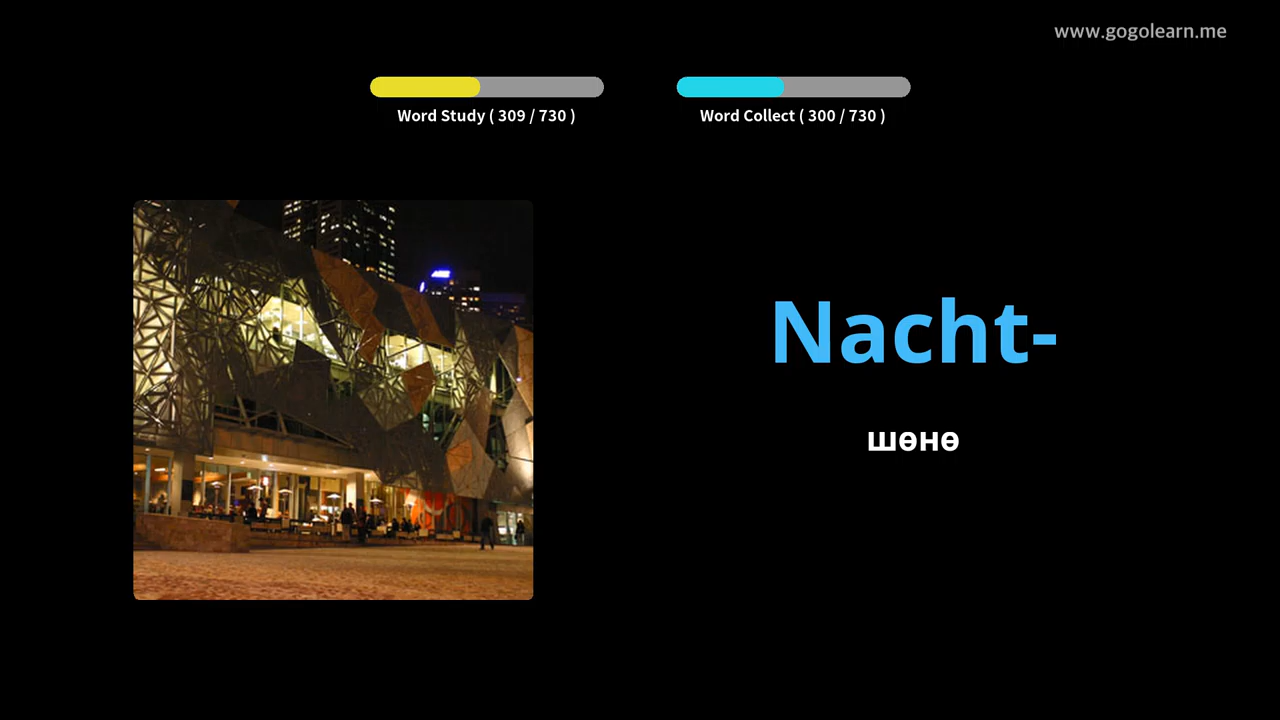 www.gogolearn.me
Word Study ( 309 / 730 )
Word Collect ( 300 / 730 )
Nacht-
шөнө